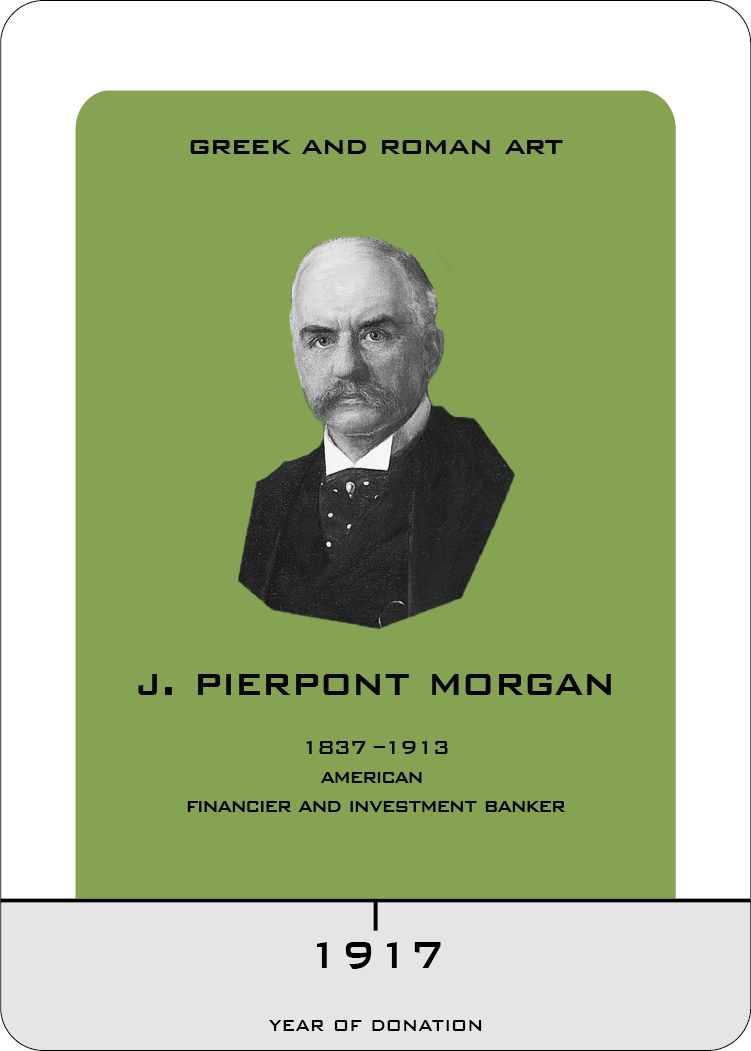 GREEK AND ROMAN ART
J. PIERPONT MORGAN
1837–1913
AMERICAN
FINANCIER AND INVESTMENT BANKER
1917
YEAR OF DONATION